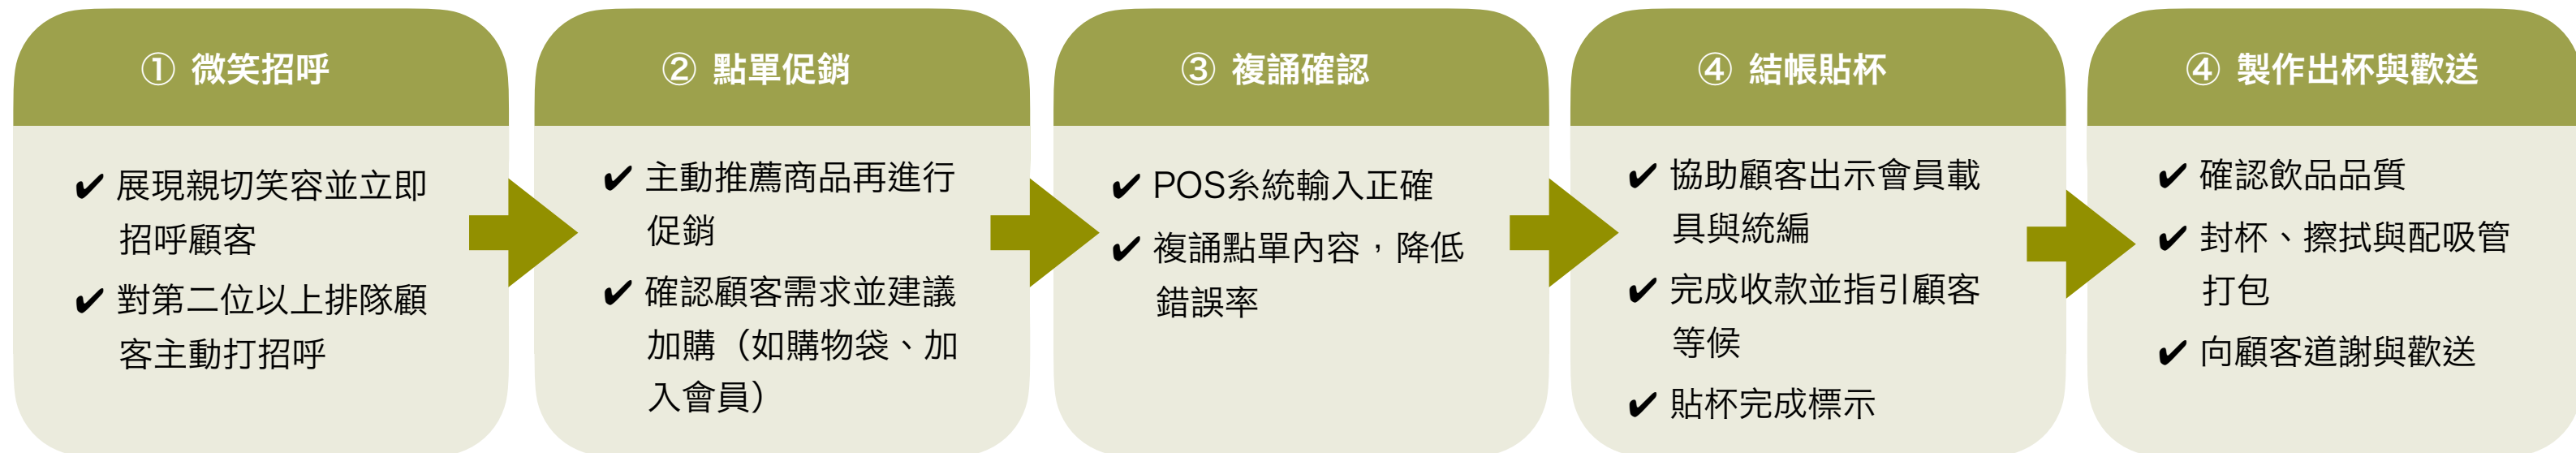 ① 微笑招呼
✔ 展現親切笑容並立即
招呼顧客
✔ 對第二位以上排隊顧
客主動打招呼
② 點單促銷
✔ 主動推薦商品再進行
促銷
✔ 確認顧客需求並建議
加購（如購物袋、加
入會員）
③ 複誦確認
✔ POS系統輸入正確
✔ 複誦點單內容，降低
錯誤率
④ 結帳貼杯
✔ 協助顧客出示會員載
具與統編
✔ 完成收款並指引顧客
等候
✔ 貼杯完成標示
④ 製作出杯與歡送
✔ 確認飲品品質
✔ 封杯、擦拭與配吸管
打包
✔ 向顧客道謝與歡送